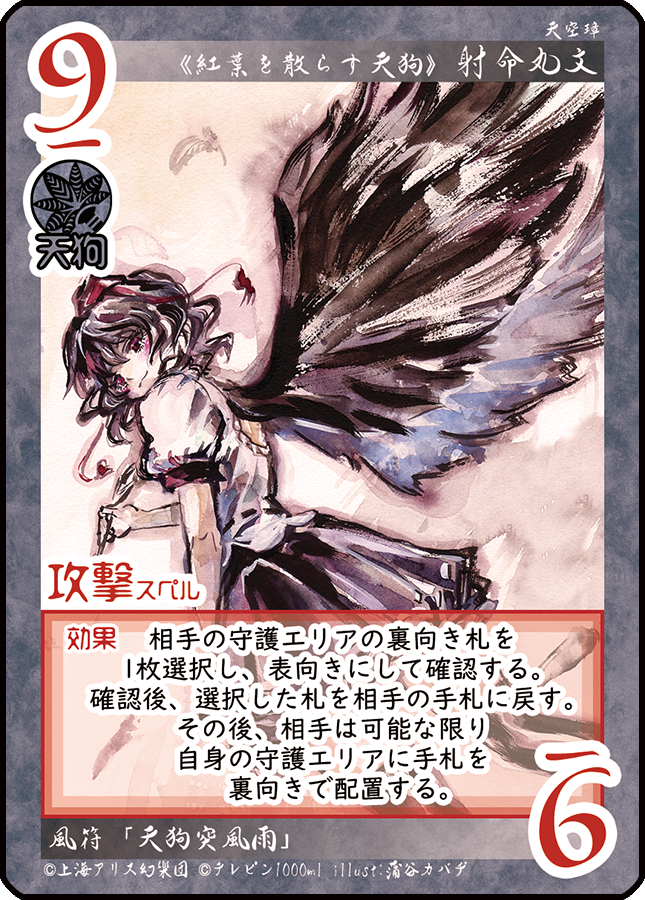 天空璋
9
《紅葉を散らす天狗》 射命丸文
天狗
攻撃スペル
効果 相手の守護エリアの裏向き札を
1枚選択し、表向きにして確認する。
確認後、選択した札を相手の手札に戻す。
その後、相手は可能な限り
自身の守護エリアに手札を
裏向きで配置する。
9
風符「天狗突風雨」
©上海アリス幻樂団 ©テレピン1000ml illust:蒲谷カバヂ